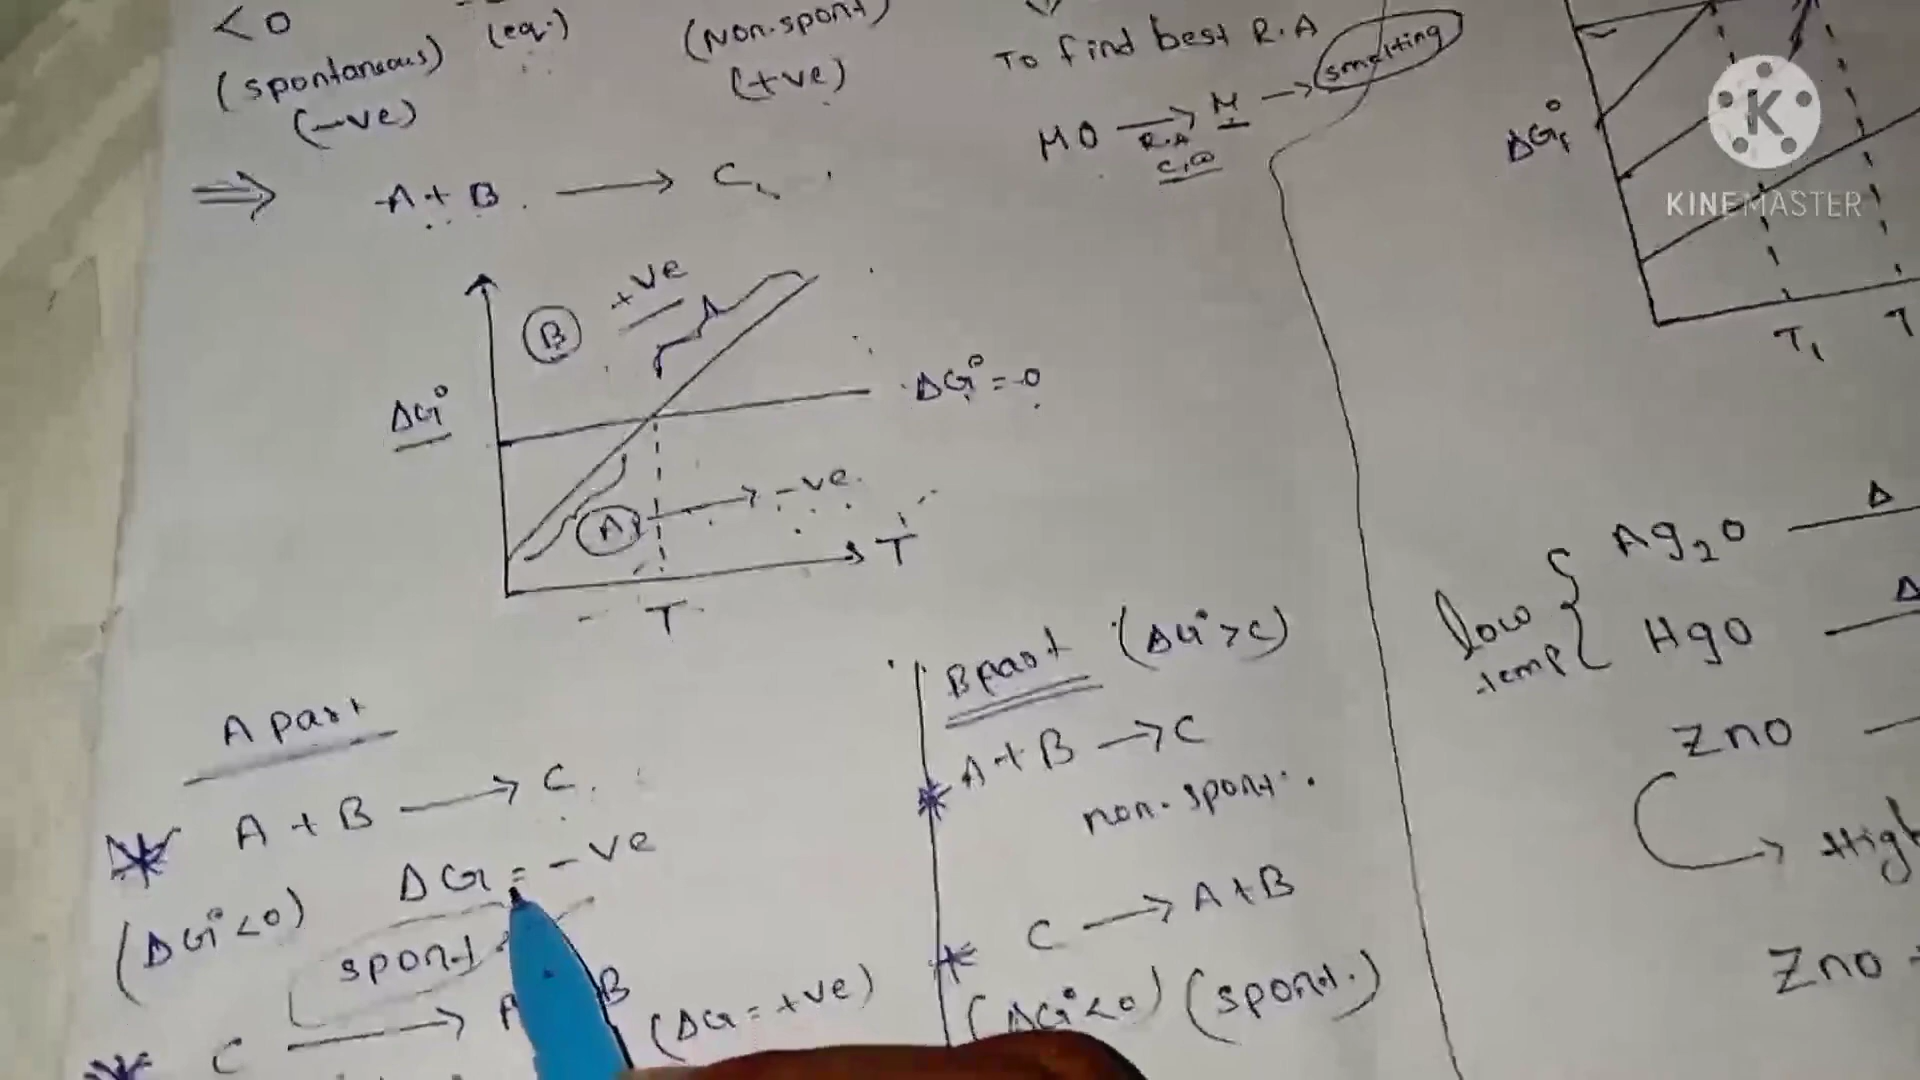 <0
(spontaneous) (eq.) (Non.spont)
(-ve) (+ve)
To find best R.A
MO → M → smelting
R.A
C,CO
⇒ A + B → C
B +ve
ΔG° ΔG°=0
A → -ve
T
T
A part
A + B → C
ΔG = -ve
(ΔG°<0)
spont
C → A B (ΔG = +ve)
B part (ΔG°>0)
A+B → C
non.spont.
C → A+B
(ΔG°<0) (spont.)
K
KINEMASTER
ΔG°f
T₁ T
low temp { Ag₂O Δ
HgO Δ
ZnO
High
ZnO +